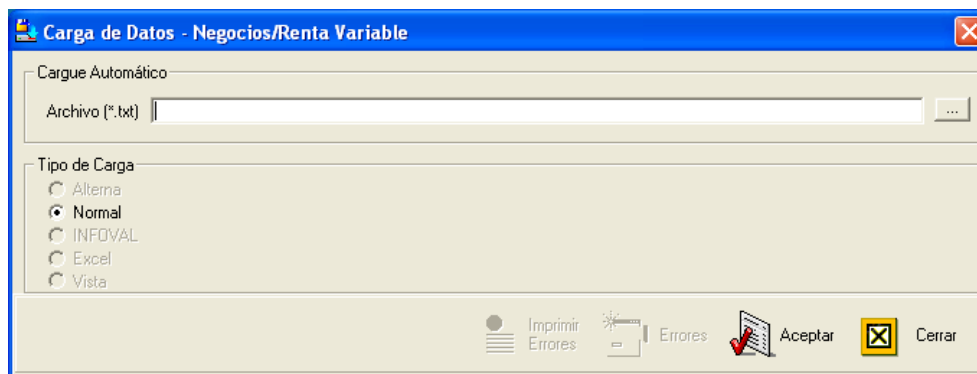 Carga de Datos - Negocios/Renta Variable
Cargue Automático
Archivo (*.txt)
...
Tipo de Carga
Alterna
Normal
INFOVAL
Excel
Vista
Imprimir
Errores
Errores
Aceptar
Cerrar